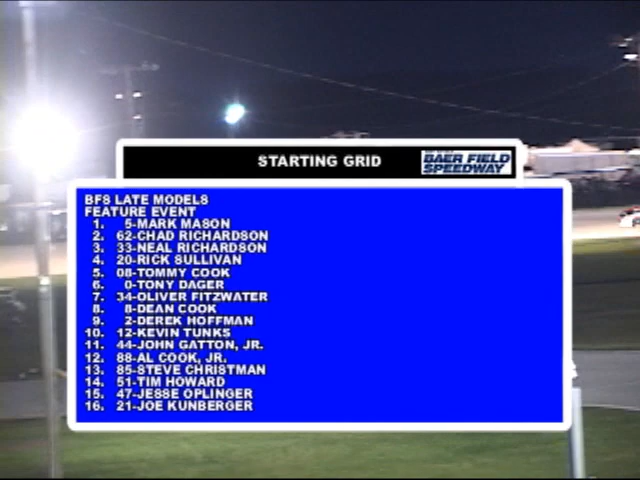 STARTING GRID
BAER FIELD
SPEEDWAY
BFS LATE MODELS
FEATURE EVENT
1. 5-MARK MASON
2. 62-CHAD RICHARDSON
3. 33-NEAL RICHARDSON
4. 20-RICK SULLIVAN
5. 08-TOMMY COOK
6. 0-TONY DAGER
7. 34-OLIVER FITZWATER
8. 8-DEAN COOK
9. 2-DEREK HOFFMAN
10. 12-KEVIN TUNKS
11. 44-JOHN GATTON, JR.
12. 88-AL COOK, JR.
13. 85-STEVE CHRISTMAN
14. 51-TIM HOWARD
15. 47-JESSE OPLINGER
16. 21-JOE KUNBERGER